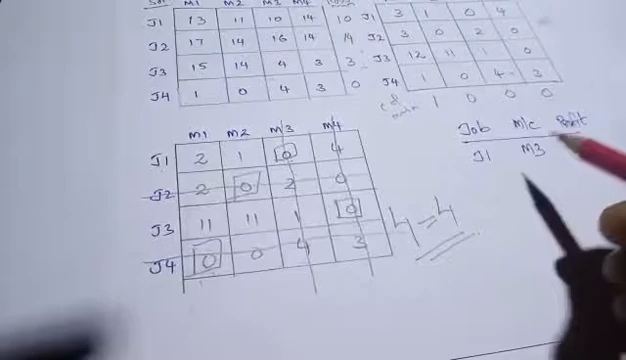 M1 M2 M3 M4
J1 13 11 10 14 10
J2 17 14 16 14 14
J3 15 14 4 3 3
J4 1 0 4 3 0
J1 3 1 0 4
J2 3 0 2 0
J3 12 11 1 0
J4 1 0 4 3
1 0 0 0
M1 M2 M3 M4
J1 2 1 0 4
J2 2 0 2 0
J3 11 11 1 0
J4 0 0 4 3
4=4
Job M/C Profit
J1 M3